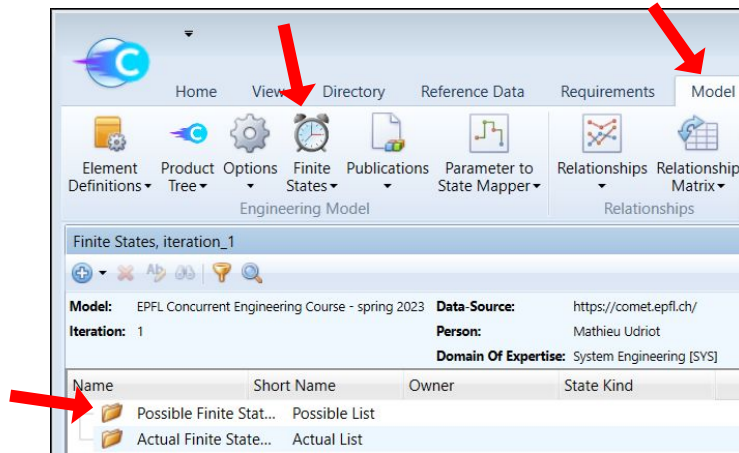 C
Home View Directory Reference Data Requirements Model
Element Definitions Product Tree Options Finite States Publications Parameter to State Mapper Relationships Relationship Matrix
Engineering Model Relationships
Finite States, iteration_1
Ab
Model: EPFL Concurrent Engineering Course - spring 2023 Data-Source: https://comet.epfl.ch/
Iteration: 1 Person: Mathieu Udriot
Domain Of Expertise: System Engineering [SYS]
Name Short Name Owner State Kind
Possible Finite Stat... Possible List
Actual Finite State... Actual List